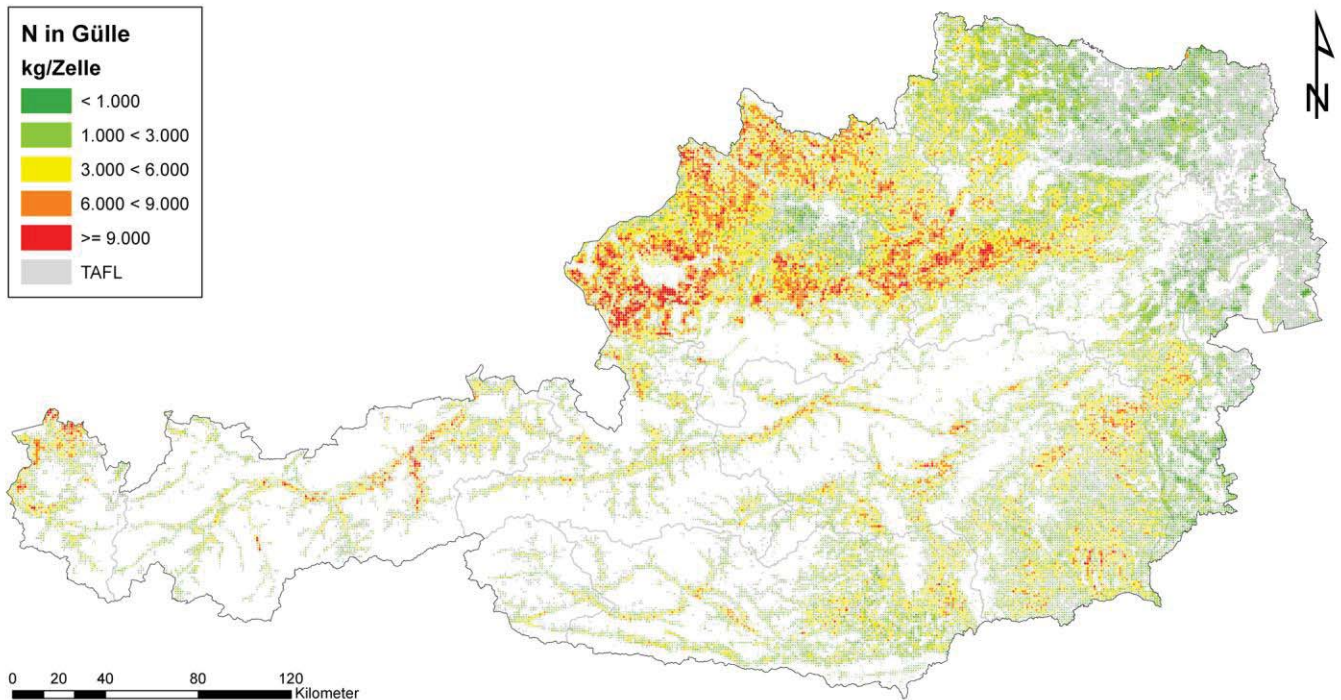 N in Gülle
kg/Zelle
< 1.000
1.000 < 3.000
3.000 < 6.000
6.000 < 9.000
>= 9.000
TAFL
N
0 20 40 80 120
Kilometer